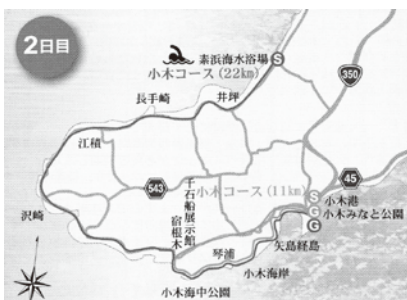 2日目
素浜海水浴場
S
小木コース(22km)
350
長手崎
井坪
江積
45
543
千石船展示館
小木コース(11km)
宿根木
S
小木港
G
小木みなと公園
G
沢崎
矢島経島
琴浦
小木海岸
小木海中公園